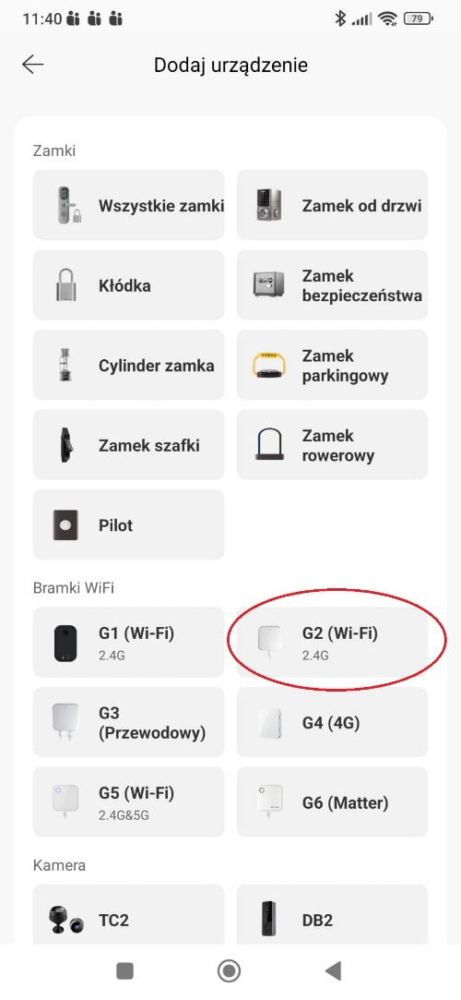 11:40
79
Dodaj urządzenie
Zamki
Wszystkie zamki
Zamek od drzwi
Kłódka
Zamek
bezpieczeństwa
Cylinder zamka
Zamek
parkingowy
Zamek szafki
Zamek
rowerowy
Pilot
Bramki WiFi
G1 (Wi-Fi)
2.4G
G2 (Wi-Fi)
2.4G
G3
(Przewodowy)
G4 (4G)
G5 (Wi-Fi)
2.4G&5G
G6 (Matter)
Kamera
TC2
DB2